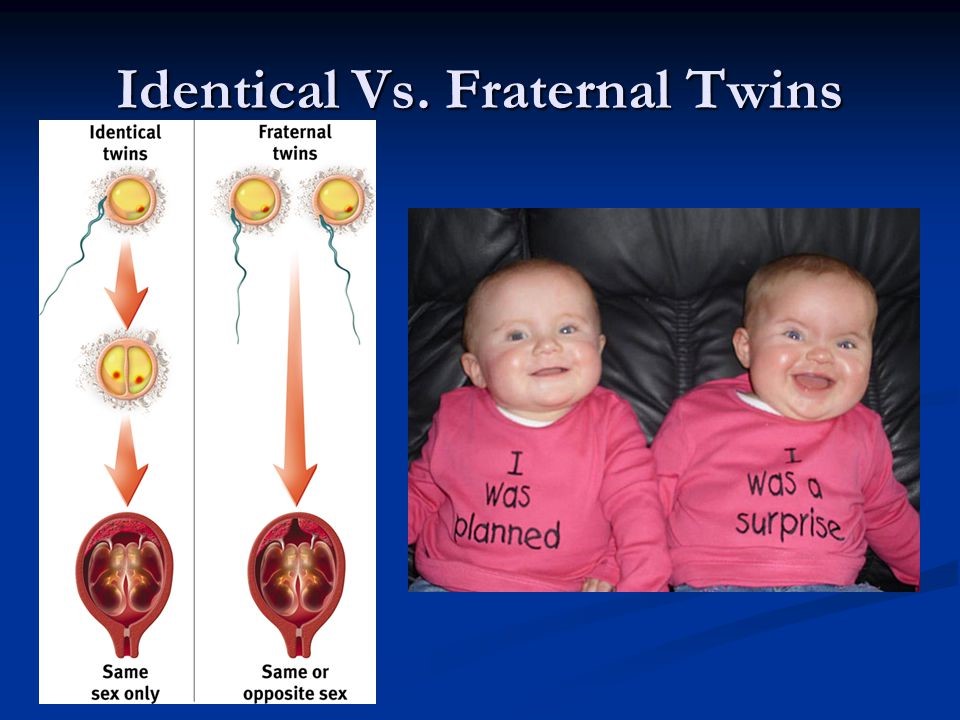 Identical Vs. Fraternal Twins
Identical
twins
Fraternal
twins
Same
sex only
Same or
opposite sex
I
was
planned
I
was a
surprise